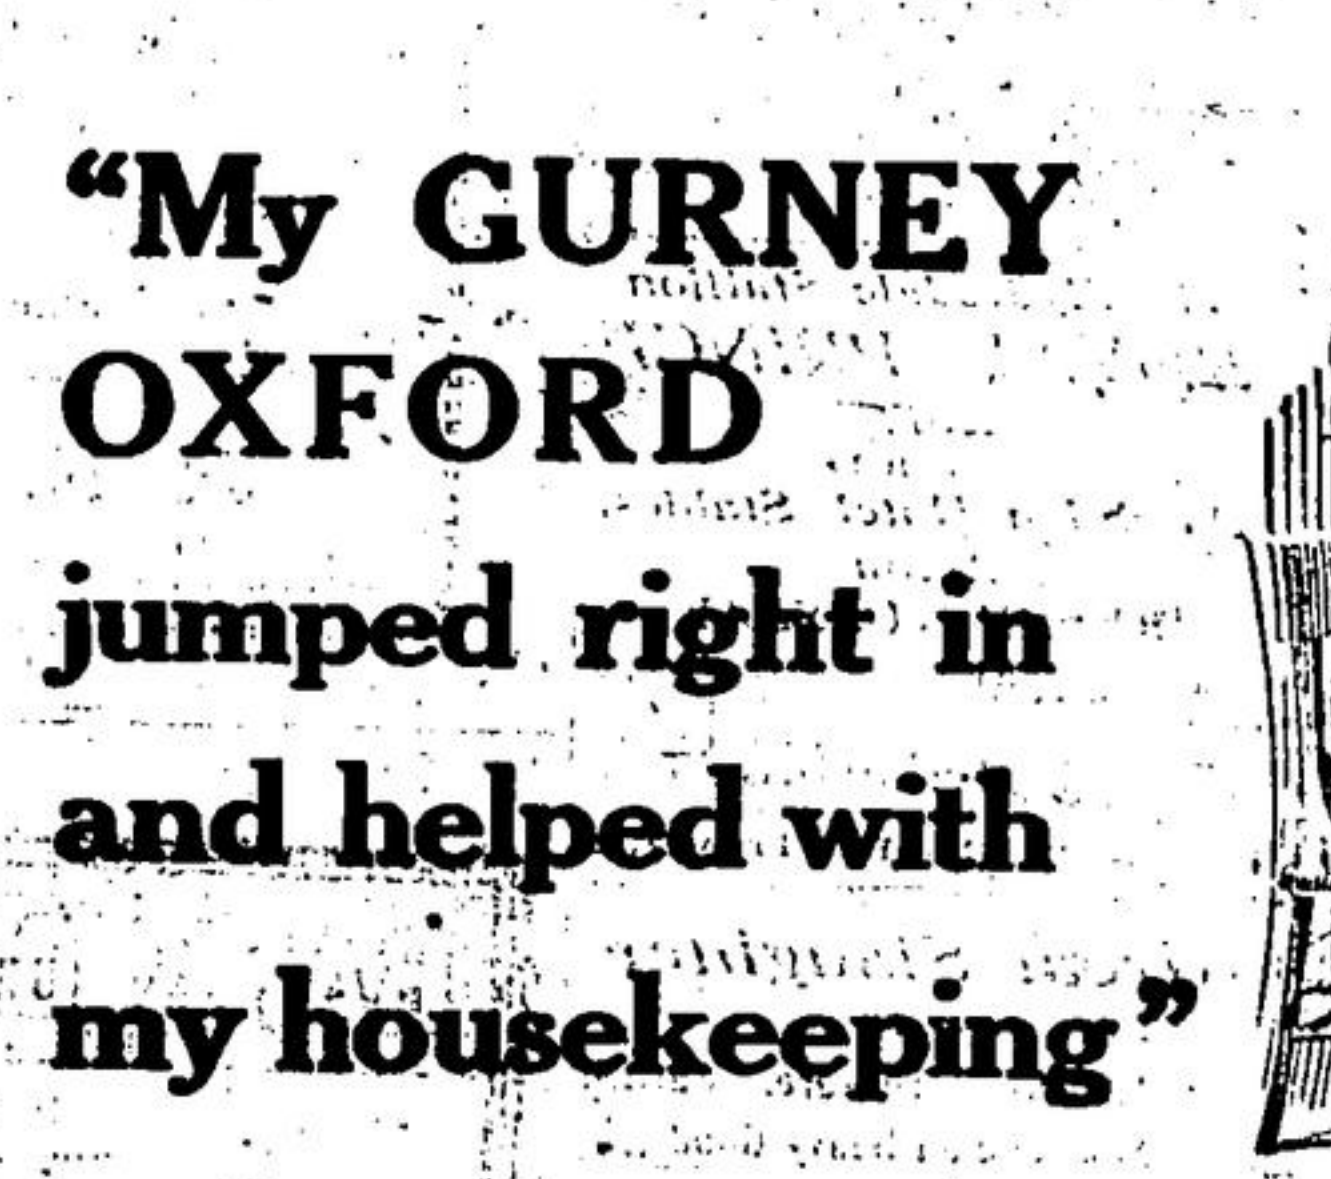 “My GURNEY
OXFORD
jumped right in
and helped with
my housekeeping”